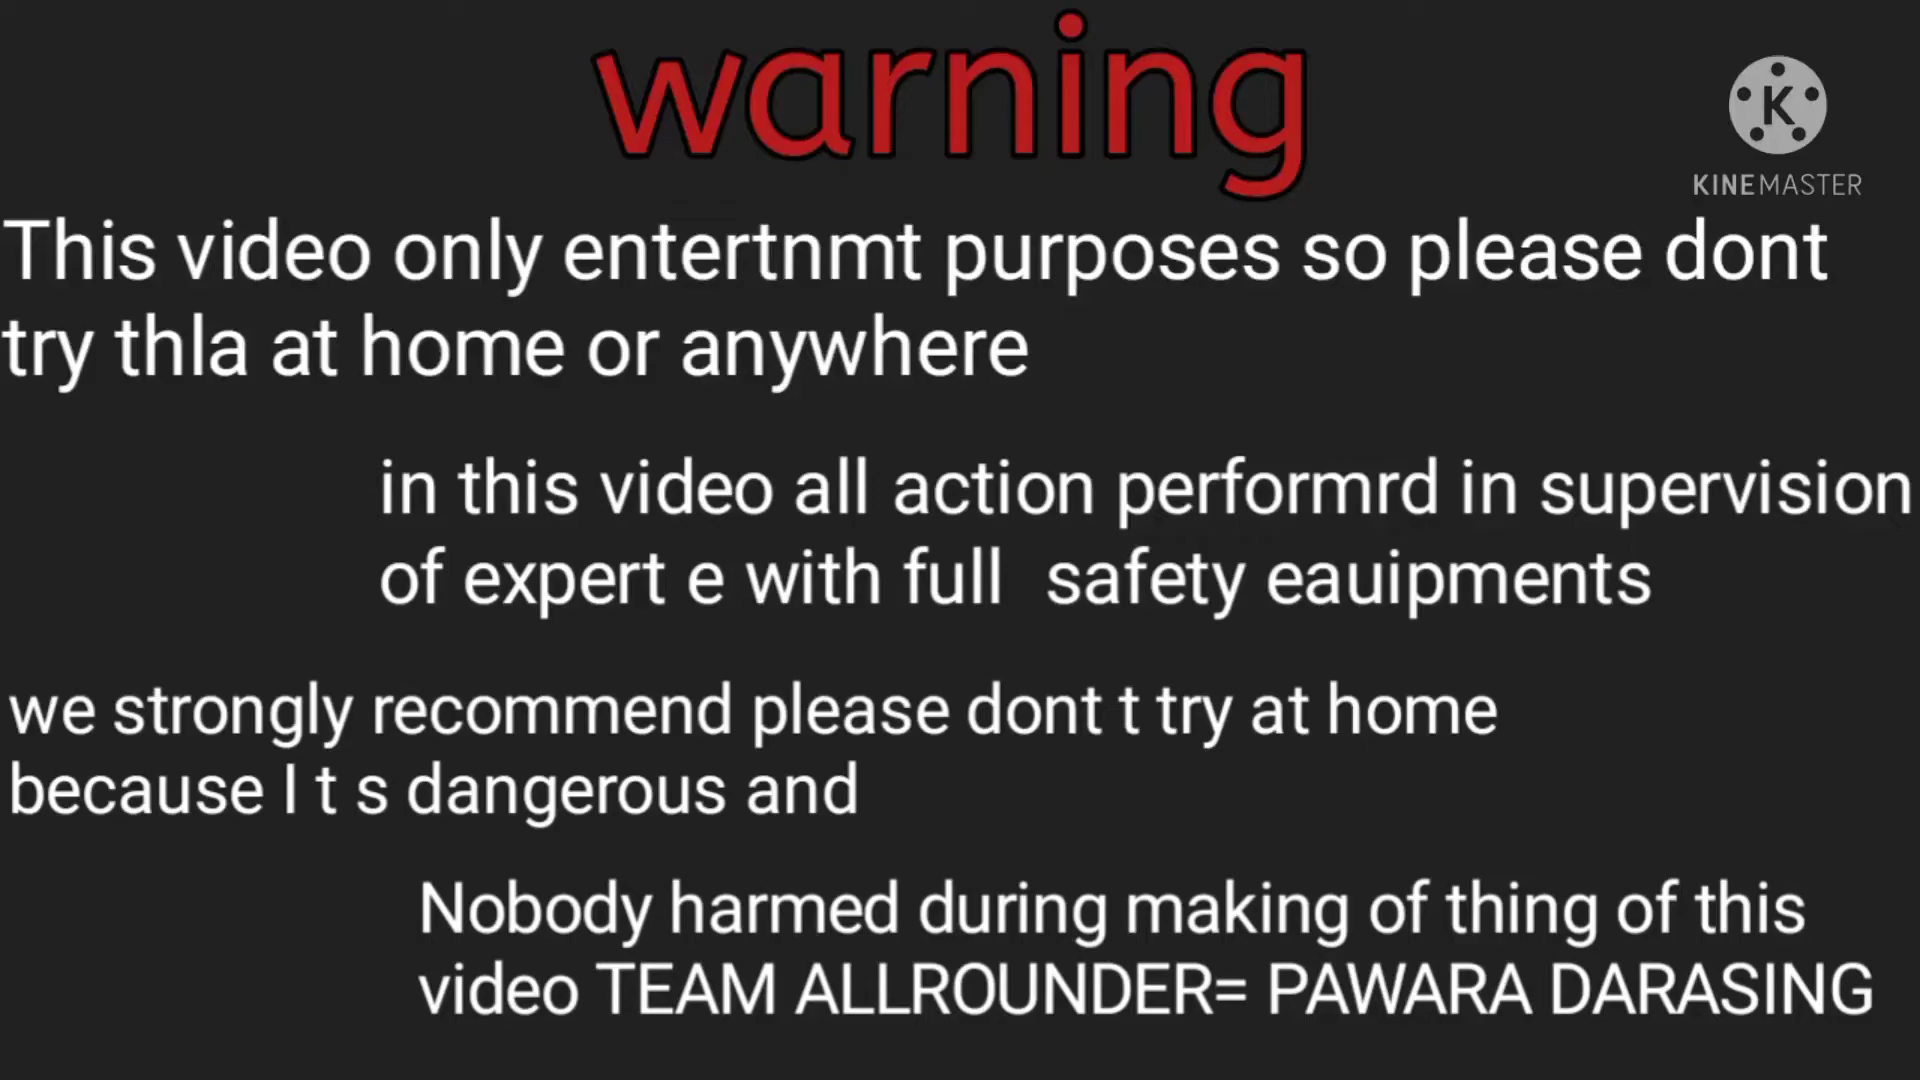 warning
K
KINEMASTER
This video only entertnmt purposes so please dont
try thla at home or anywhere
in this video all action performrd in supervision
of expert e with full safety eauipments
we strongly recommend please dont t try at home
because I t s dangerous and
Nobody harmed during making of thing of this
video TEAM ALLROUNDER= PAWARA DARASING